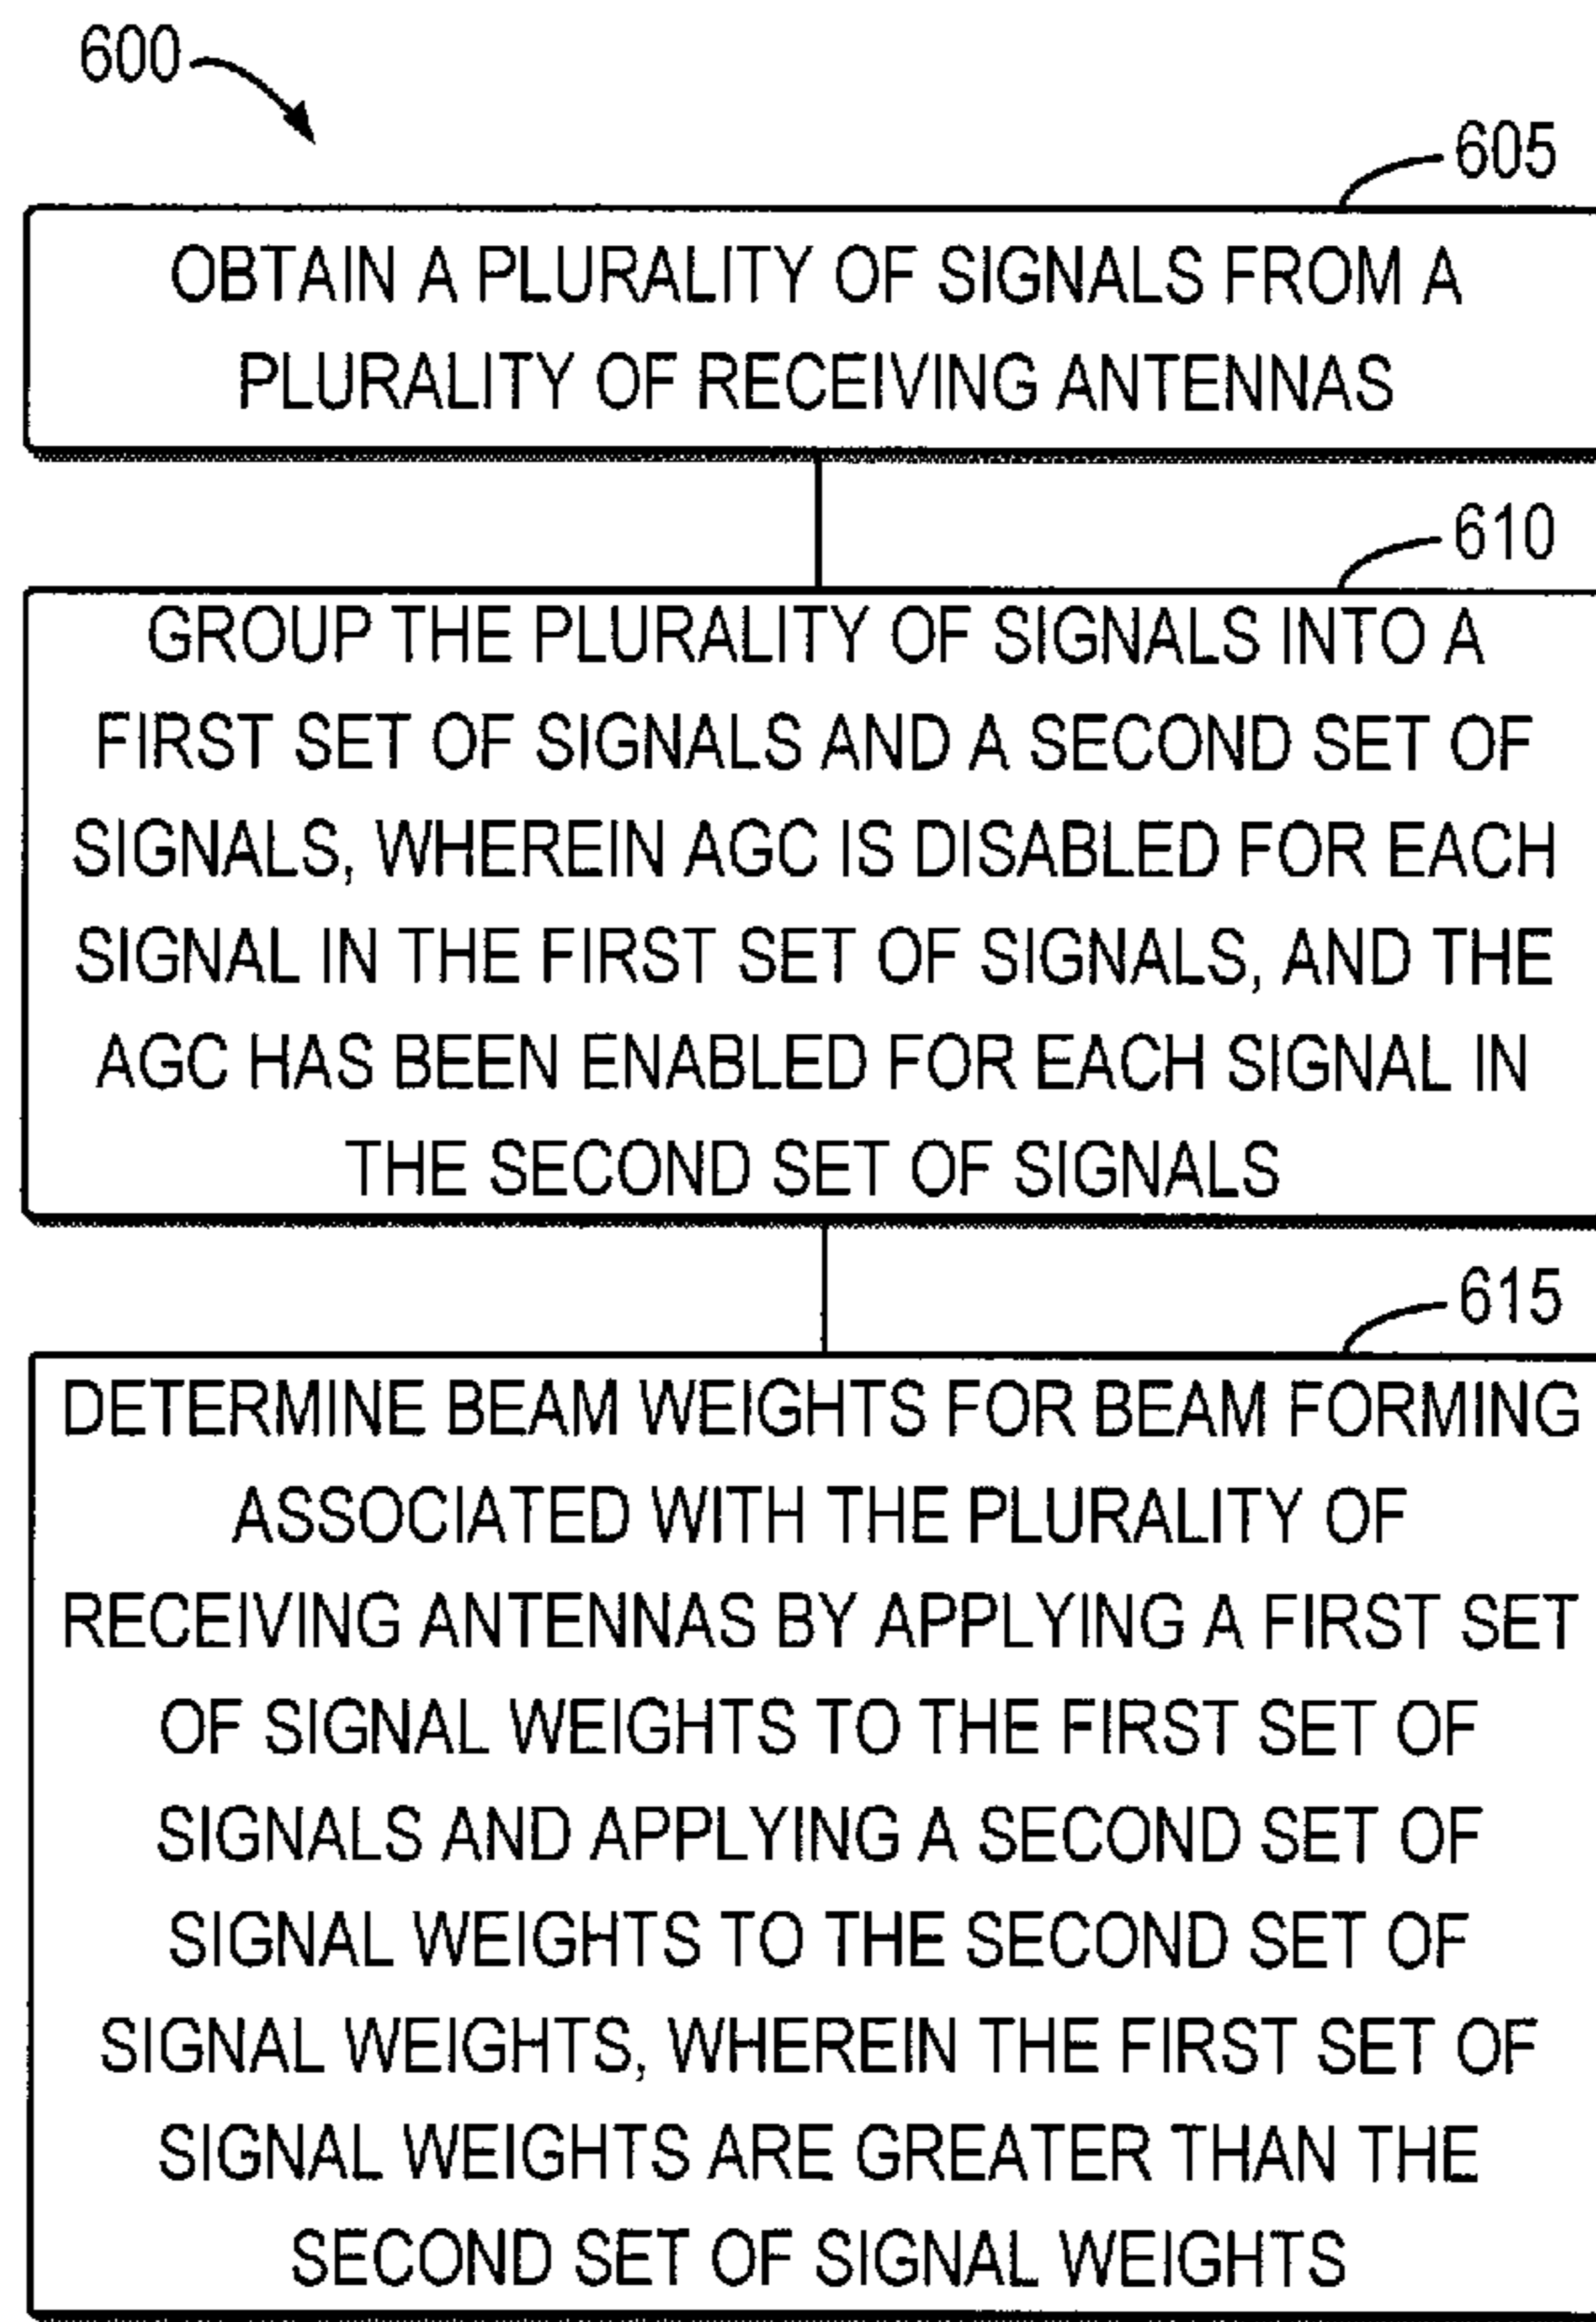 600
605
OBTAIN A PLURALITY OF SIGNALS FROM A
PLURALITY OF RECEIVING ANTENNAS
610
GROUP THE PLURALITY OF SIGNALS INTO A
FIRST SET OF SIGNALS AND A SECOND SET OF
SIGNALS, WHEREIN AGC IS DISABLED FOR EACH
SIGNAL IN THE FIRST SET OF SIGNALS, AND THE
AGC HAS BEEN ENABLED FOR EACH SIGNAL IN
THE SECOND SET OF SIGNALS
615
DETERMINE BEAM WEIGHTS FOR BEAM FORMING
ASSOCIATED WITH THE PLURALITY OF
RECEIVING ANTENNAS BY APPLYING A FIRST SET
OF SIGNAL WEIGHTS TO THE FIRST SET OF
SIGNALS AND APPLYING A SECOND SET OF
SIGNAL WEIGHTS TO THE SECOND SET OF
SIGNAL WEIGHTS, WHEREIN THE FIRST SET OF
SIGNAL WEIGHTS ARE GREATER THAN THE
SECOND SET OF SIGNAL WEIGHTS